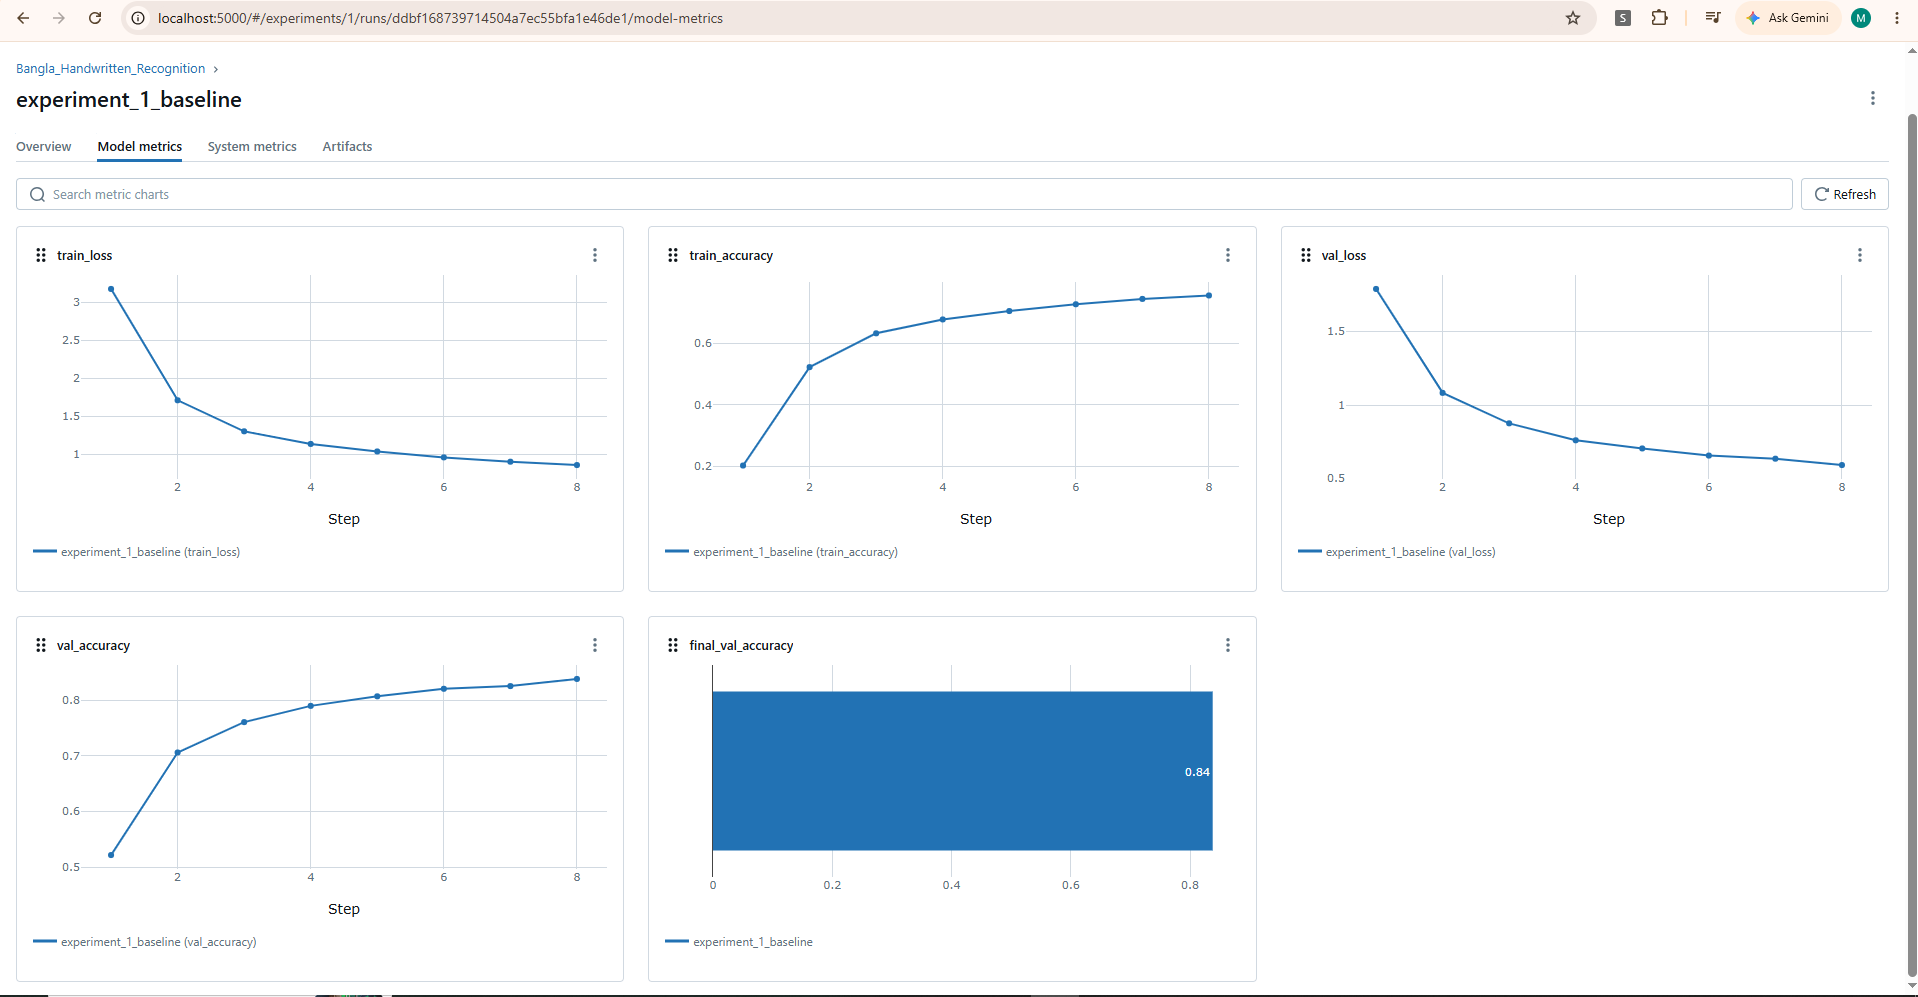 localhost:5000/#/experiments/1/runs/ddbf168739714504a7ec55bfa1e46de1/model-metrics
S
Ask Gemini
M
Bangla_Handwritten_Recognition
experiment_1_baseline
Overview Model metrics System metrics Artifacts
Search metric charts
Refresh
train_loss
3
2.5
2
1.5
1
2 4 6 8
Step
experiment_1_baseline (train_loss)
train_accuracy
0.6
0.4
0.2
2 4 6 8
Step
experiment_1_baseline (train_accuracy)
val_loss
1.5
1
0.5
2 4 6 8
Step
experiment_1_baseline (val_loss)
val_accuracy
0.8
0.7
0.6
0.5
2 4 6 8
Step
experiment_1_baseline (val_accuracy)
final_val_accuracy
0.84
0 0.2 0.4 0.6 0.8
experiment_1_baseline